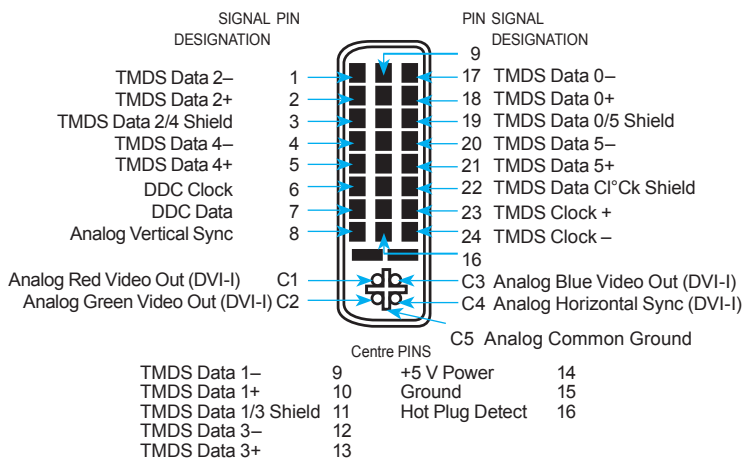 SIGNAL PIN PIN SIGNAL
DESIGNATION DESIGNATION
9
TMDS Data 2– 1 17 TMDS Data 0–
TMDS Data 2+ 2 18 TMDS Data 0+
TMDS Data 2/4 Shield 3 19 TMDS Data 0/5 Shield
TMDS Data 4– 4 20 TMDS Data 5–
TMDS Data 4+ 5 21 TMDS Data 5+
DDC Clock 6 22 TMDS Data Cl°Ck Shield
DDC Data 7 23 TMDS Clock +
Analog Vertical Sync 8 24 TMDS Clock –
16
Analog Red Video Out (DVI-I) C1 C3 Analog Blue Video Out (DVI-I)
Analog Green Video Out (DVI-I) C2 C4 Analog Horizontal Sync (DVI-I)
C5 Analog Common Ground
Centre PINS
TMDS Data 1– 9 +5 V Power 14
TMDS Data 1+ 10 Ground 15
TMDS Data 1/3 Shield 11 Hot Plug Detect 16
TMDS Data 3– 12
TMDS Data 3+ 13